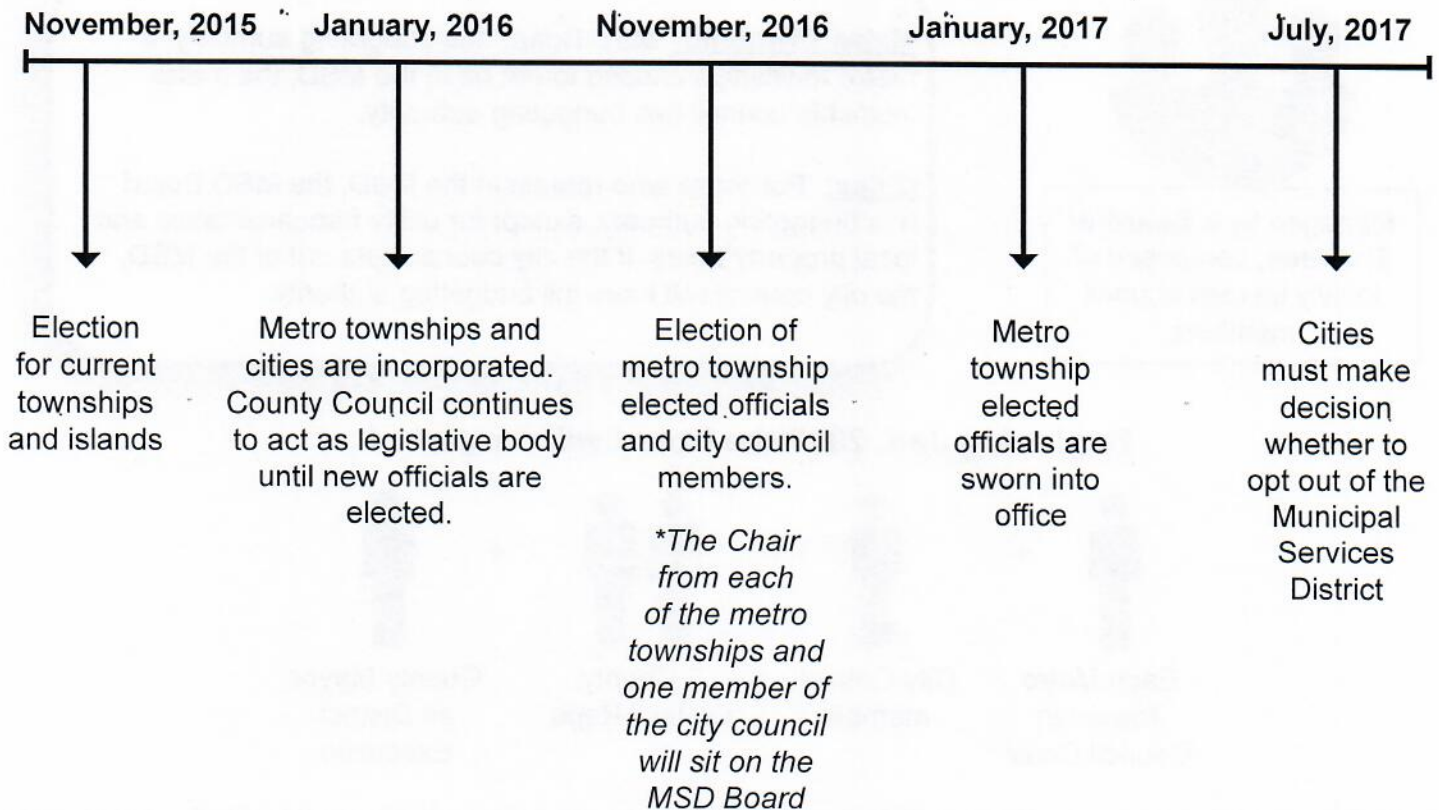 November, 2015 January, 2016 November, 2016 January, 2017 July, 2017
Election
for current
townships
and islands
Metro townships and
cities are incorporated.
County Council continues
to act as legislative body
until new officials are
elected.
Election of
metro township
elected officials
and city council
members.
*The Chair
from each
of the metro
townships and
one member of
the city council
will sit on the
MSD Board
Metro
township
elected
officials are
sworn into
office
Cities
must make
decision
whether to
opt out of the
Municipal
Services
District